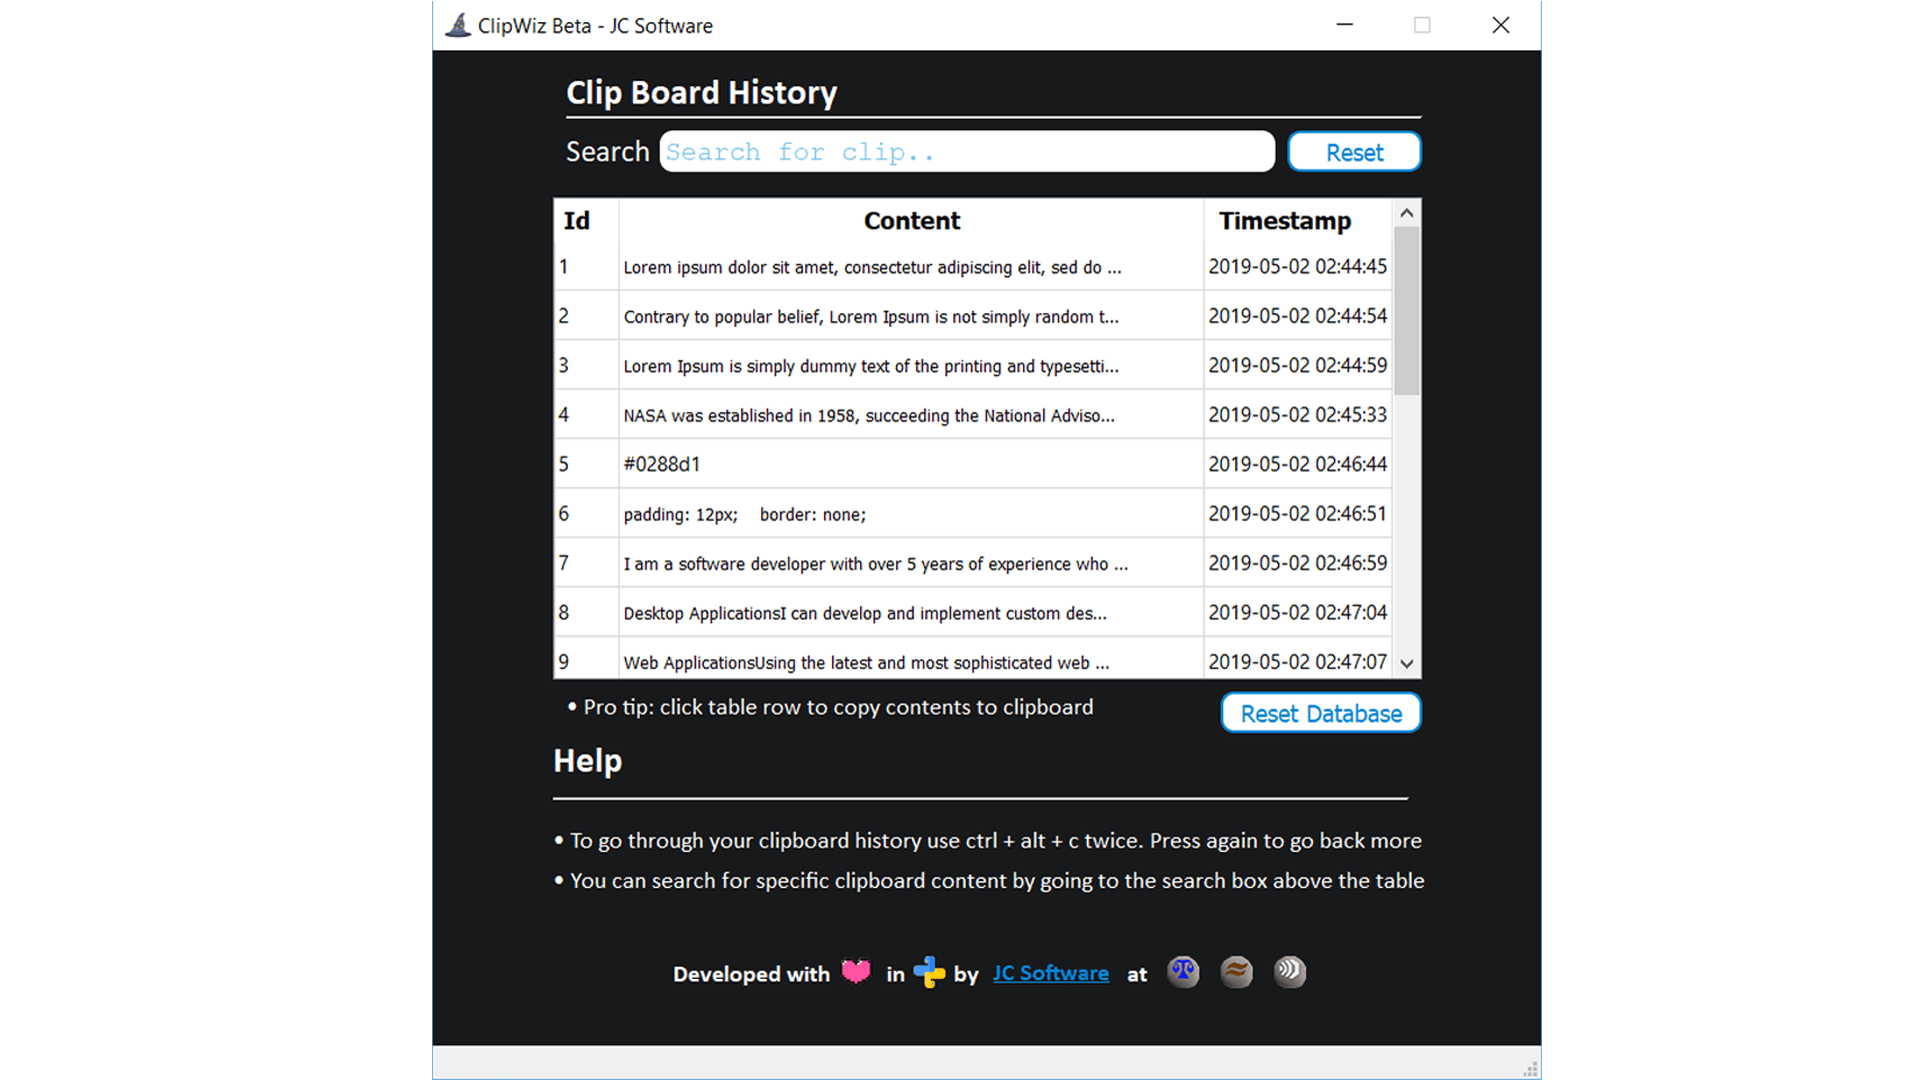 ClipWiz Beta - JC Software
Clip Board History
Search Search for clip.. Reset
Id Content Timestamp
1 Lorem ipsum dolor sit amet, consectetur adipiscing elit, sed do ... 2019-05-02 02:44:45
2 Contrary to popular belief, Lorem Ipsum is not simply random t... 2019-05-02 02:44:54
3 Lorem Ipsum is simply dummy text of the printing and typesetti... 2019-05-02 02:44:59
4 NASA was established in 1958, succeeding the National Adviso... 2019-05-02 02:45:33
5 #0288d1 2019-05-02 02:46:44
6 padding: 12px; border: none; 2019-05-02 02:46:51
7 I am a software developer with over 5 years of experience who ... 2019-05-02 02:46:59
8 Desktop ApplicationsI can develop and implement custom des... 2019-05-02 02:47:04
9 Web ApplicationsUsing the latest and most sophisticated web ... 2019-05-02 02:47:07
• Pro tip: click table row to copy contents to clipboard Reset Database
Help
• To go through your clipboard history use ctrl + alt + c twice. Press again to go back more
• You can search for specific clipboard content by going to the search box above the table
Developed with in by JC Software at